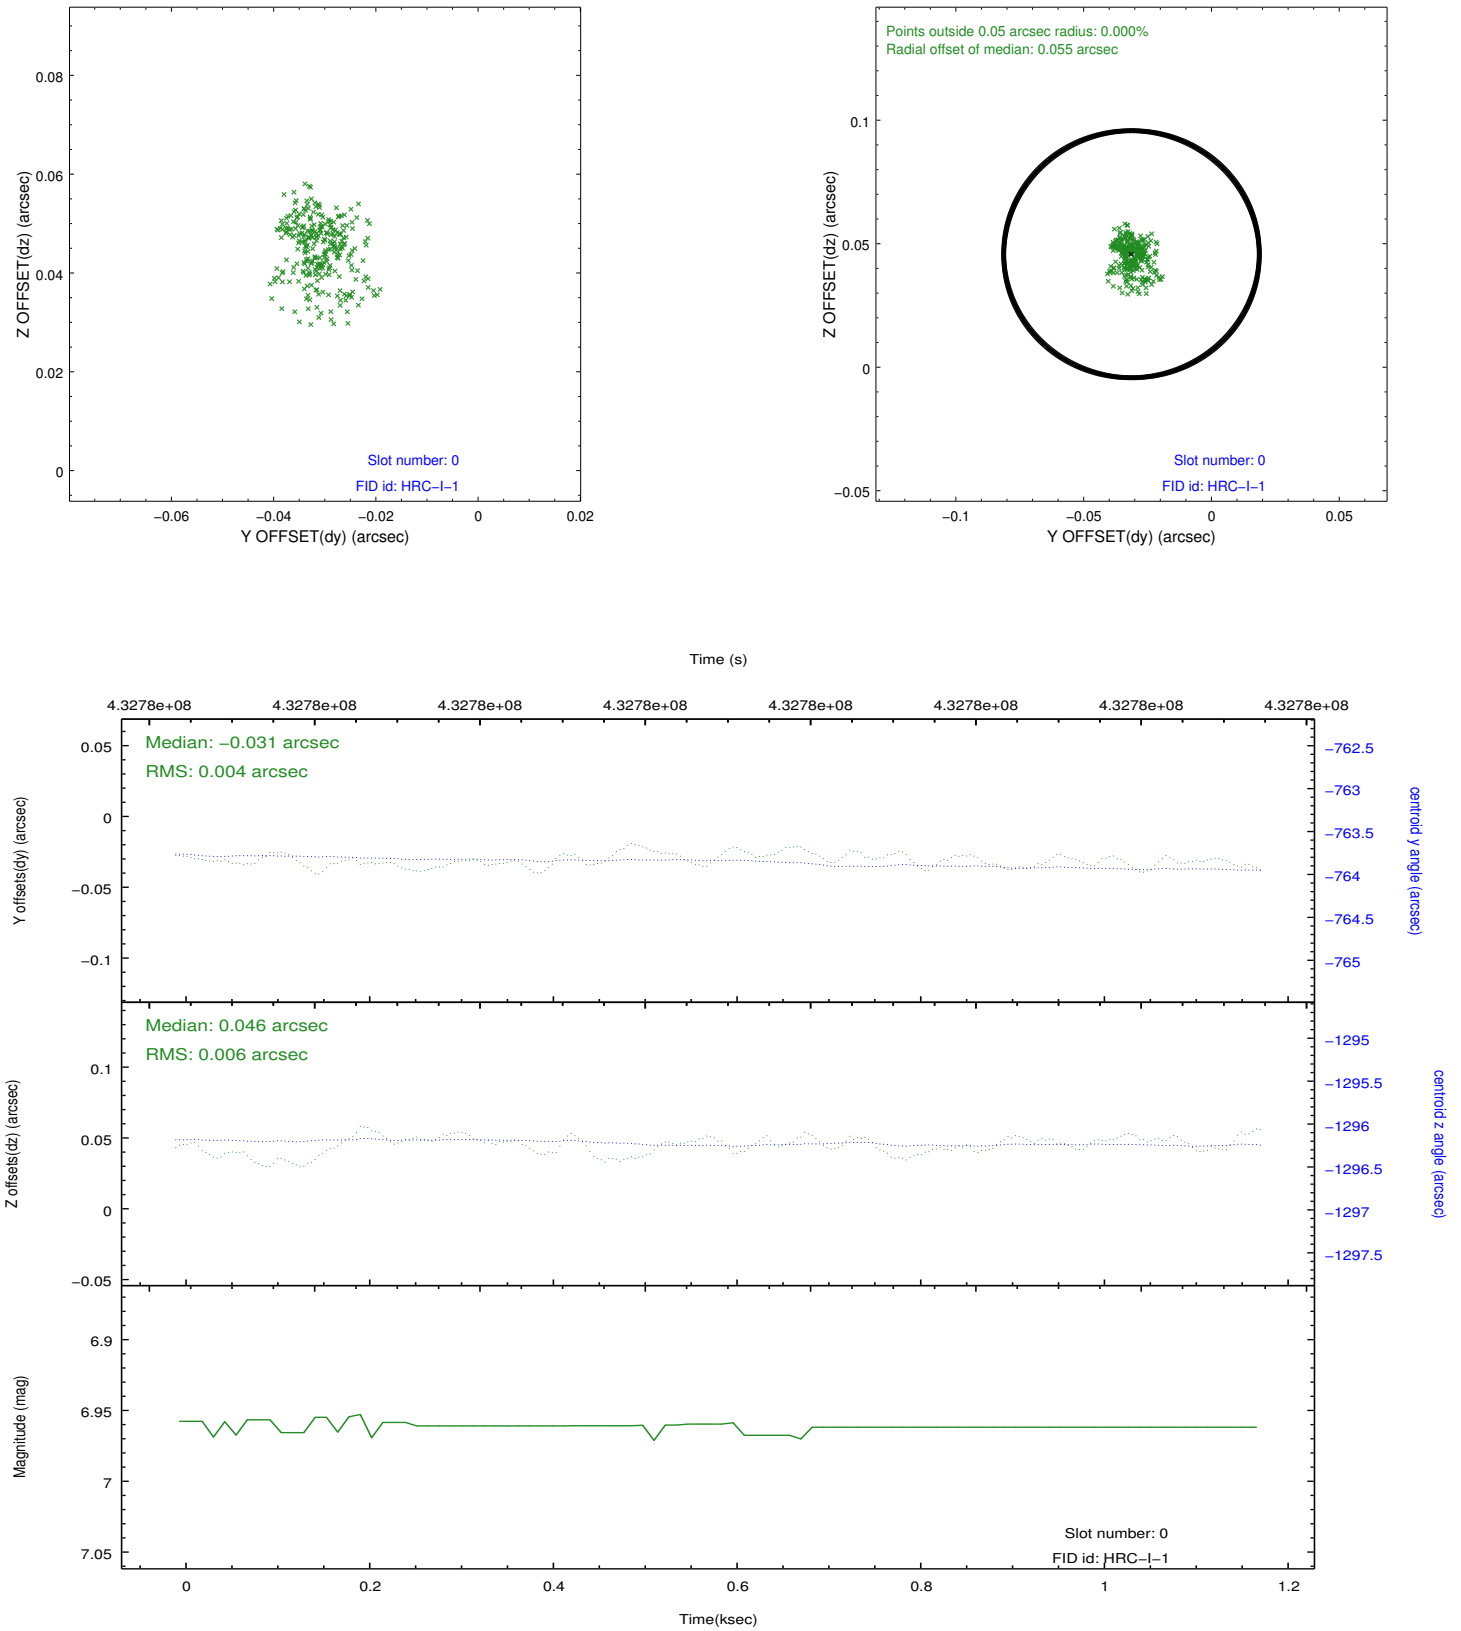 0.08
0.06
0.04
0.02
0
Z OFFSET(dz) (arcsec)
Slot number: 0
FID id: HRC−I−1
−0.06 −0.04 −0.02 0 0.02
Y OFFSET(dy) (arcsec)
Points outside 0.05 arcsec radius: 0.000%
Radial offset of median: 0.055 arcsec
0.1
0.05
0
−0.05
Z OFFSET(dz) (arcsec)
Slot number: 0
FID id: HRC−I−1
−0.1 −0.05 0 0.05
Y OFFSET(dy) (arcsec)
Time (s)
4.3278e+08 4.3278e+08 4.3278e+08 4.3278e+08 4.3278e+08 4.3278e+08 4.3278e+08 4.3278e+08
Median: −0.031 arcsec
RMS: 0.004 arcsec
0.05
0
−0.05
−0.1
Y offsets(dy) (arcsec)
−762.5
−763
−763.5
−764
−764.5
−765
centroid y angle (arcsec)
Median: 0.046 arcsec
RMS: 0.006 arcsec
0.1
0.05
0
−0.05
Z offsets(dz) (arcsec)
−1295
−1295.5
−1296
−1296.5
−1297
−1297.5
centroid z angle (arcsec)
6.9
6.95
7
7.05
Magnitude (mag)
Slot number: 0
FID id: HRC−I−1
0 0.2 0.4 0.6 0.8 1 1.2
Time(ksec)